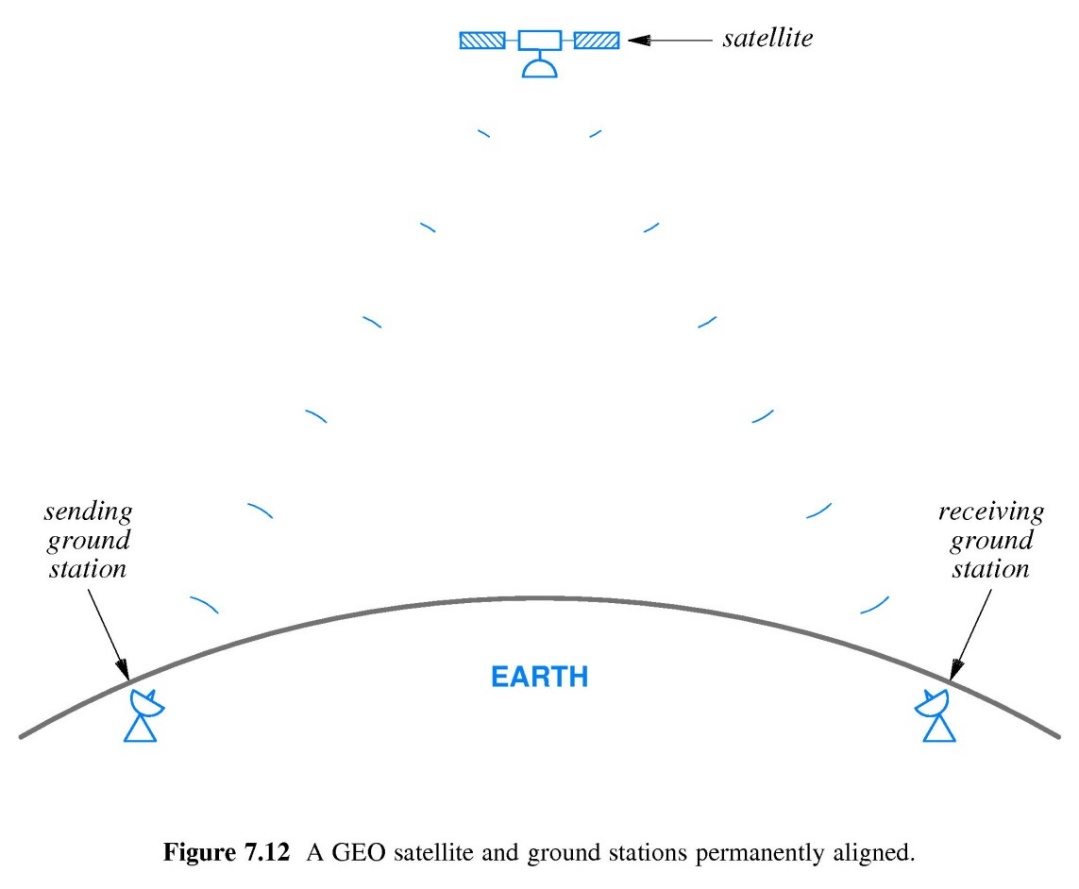 satellite
sending
ground
station
receiving
ground
station
EARTH
Figure 7.12 A GEO satellite and ground stations permanently aligned.